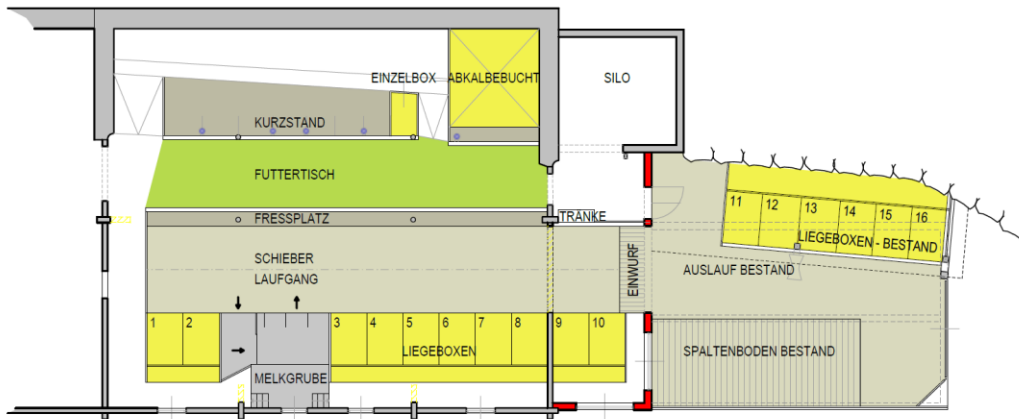 EINZELBOX
ABKALBEBUCHT
SILO
KURZSTAND
FUTTERTISCH
FRESSPLATZ
TRÄNKE
11 12 13 14 15 16
LIEGEBOXEN - BESTAND
SCHIEBER
LAUFGANG
EINWURF
AUSLAUF BESTAND
1 2 3 4 5 6 7 8 9 10
LIEGEBOXEN
SPALTENBODEN BESTAND
MELKGRUBE